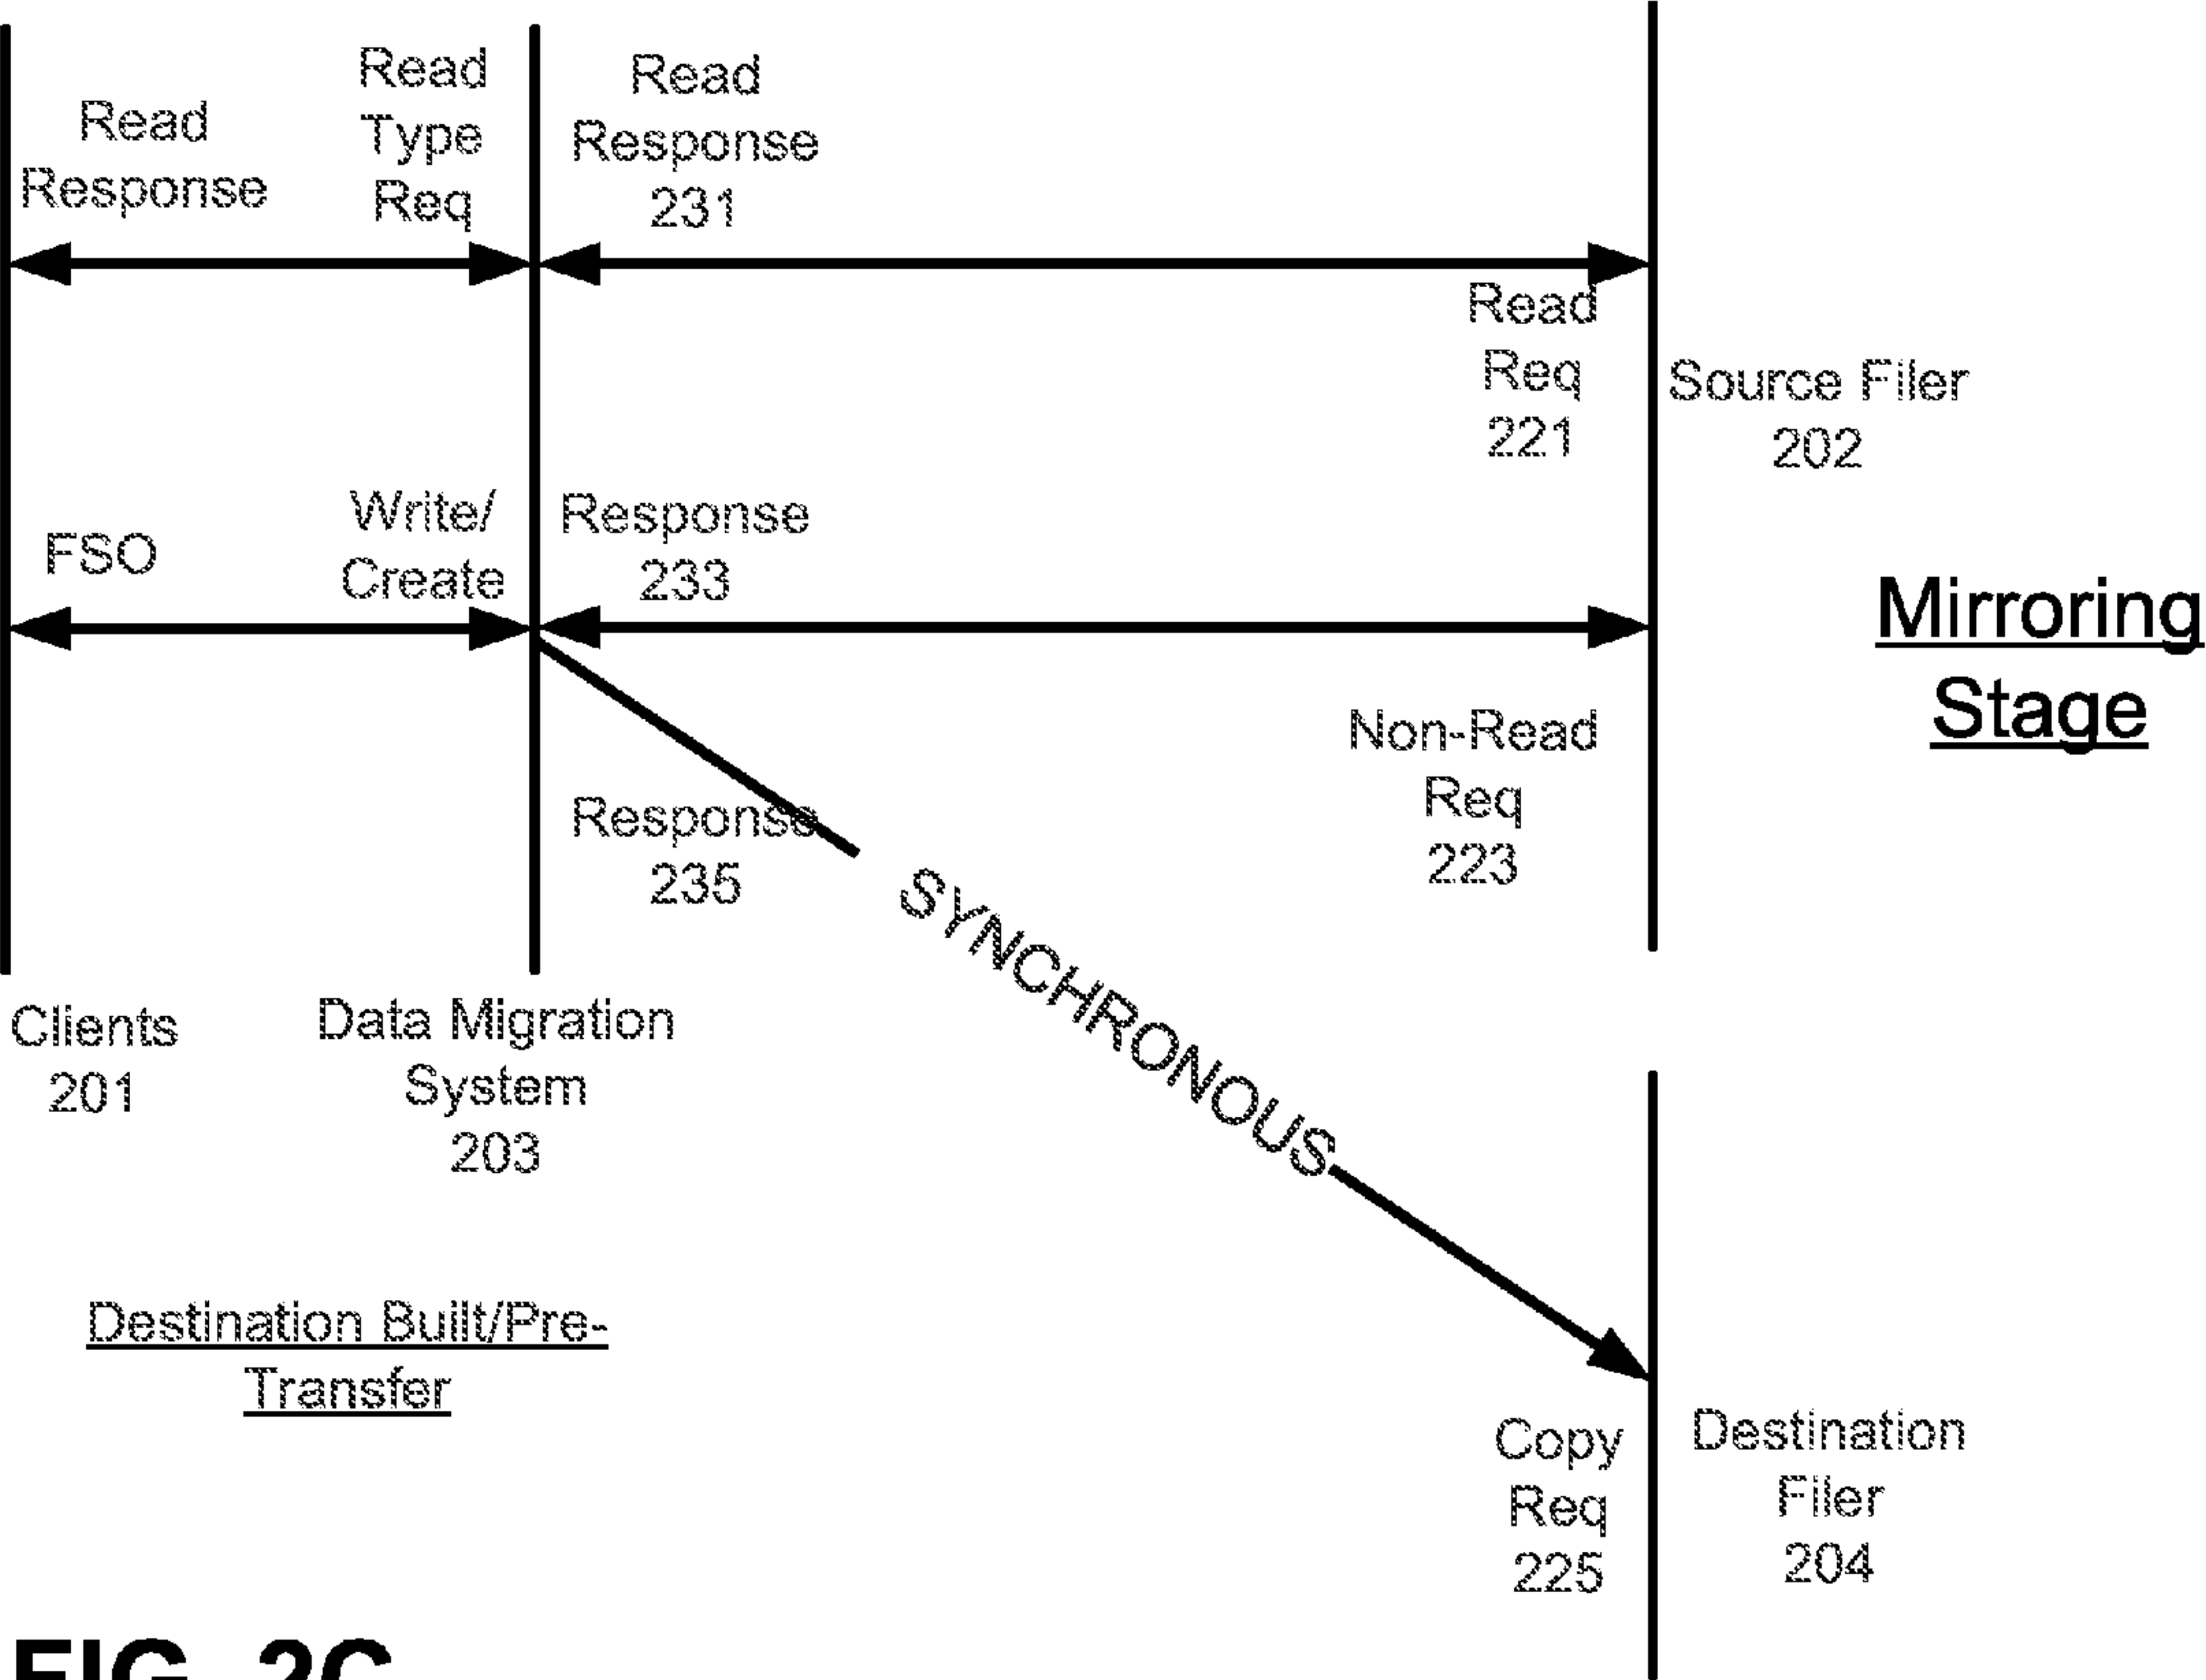 Read
Response
Read
Type
Req
Read
Response
231
Read
Req
221
Source Filer
202
FSO
Write/
Create
Response
233
Mirroring
Stage
Non-Read
Req
223
Response
235
SYNCHRONOUS
Clients
201
Data Migration
System
203
Destination Built/Pre-
Transfer
Copy
Req
225
Destination
Filer
204
FIG. 2C